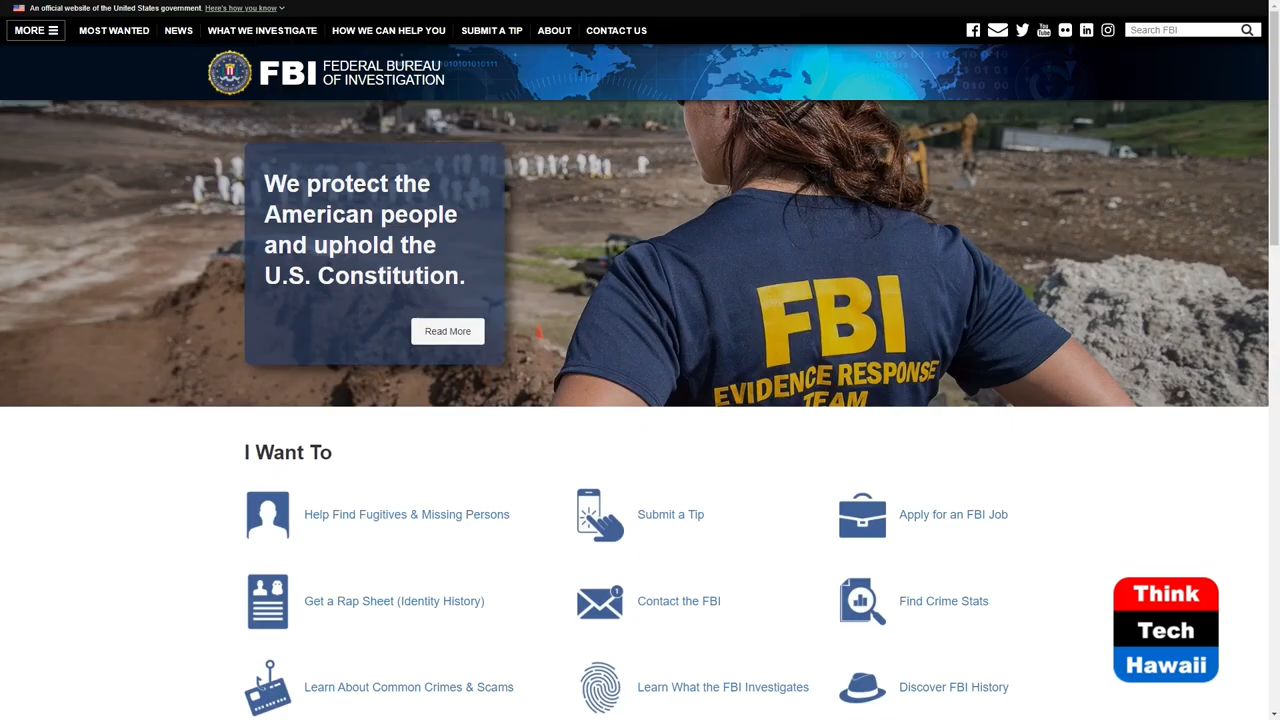 An official website of the United States government. Here's how you know
MORE
MOST WANTED
NEWS
WHAT WE INVESTIGATE
HOW WE CAN HELP YOU
SUBMIT A TIP
ABOUT
CONTACT US
You
Tube
Search FBI
FBI
FEDERAL BUREAU
OF INVESTIGATION
We protect the
American people
and uphold the
U.S. Constitution.
Read More
FBI
EVIDENCE RESPONSE
TEAM
I Want To
Help Find Fugitives & Missing Persons
Submit a Tip
Apply for an FBI Job
Get a Rap Sheet (Identity History)
1
Contact the FBI
Find Crime Stats
Learn About Common Crimes & Scams
Learn What the FBI Investigates
Discover FBI History
Think
Tech
Hawaii